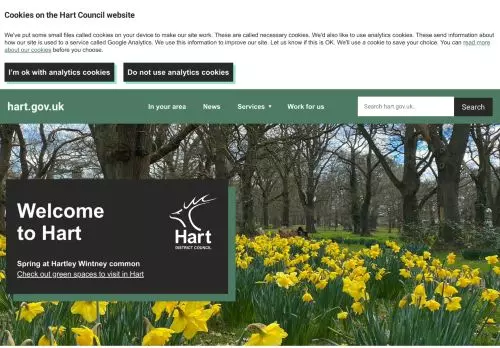 Cookies on the Hart Council website
We've put some small files called cookies on your device to make our site work. These are called necessary cookies. We'd also like to use analytics cookies. These send information about
how our site is used to a service called Google Analytics. We use this information to improve our site. Let us know if this is OK. We'll use a cookie to save your choice. You can read more
about our cookies before you choose.
I'm ok with analytics cookies Do not use analytics cookies
hart.gov.uk In your area News Services Work for us Search hart.gov.uk... Search
Welcome
to Hart
Hart
DISTRICT COUNCIL
Spring at Hartley Wintney common
Check out green spaces to visit in Hart